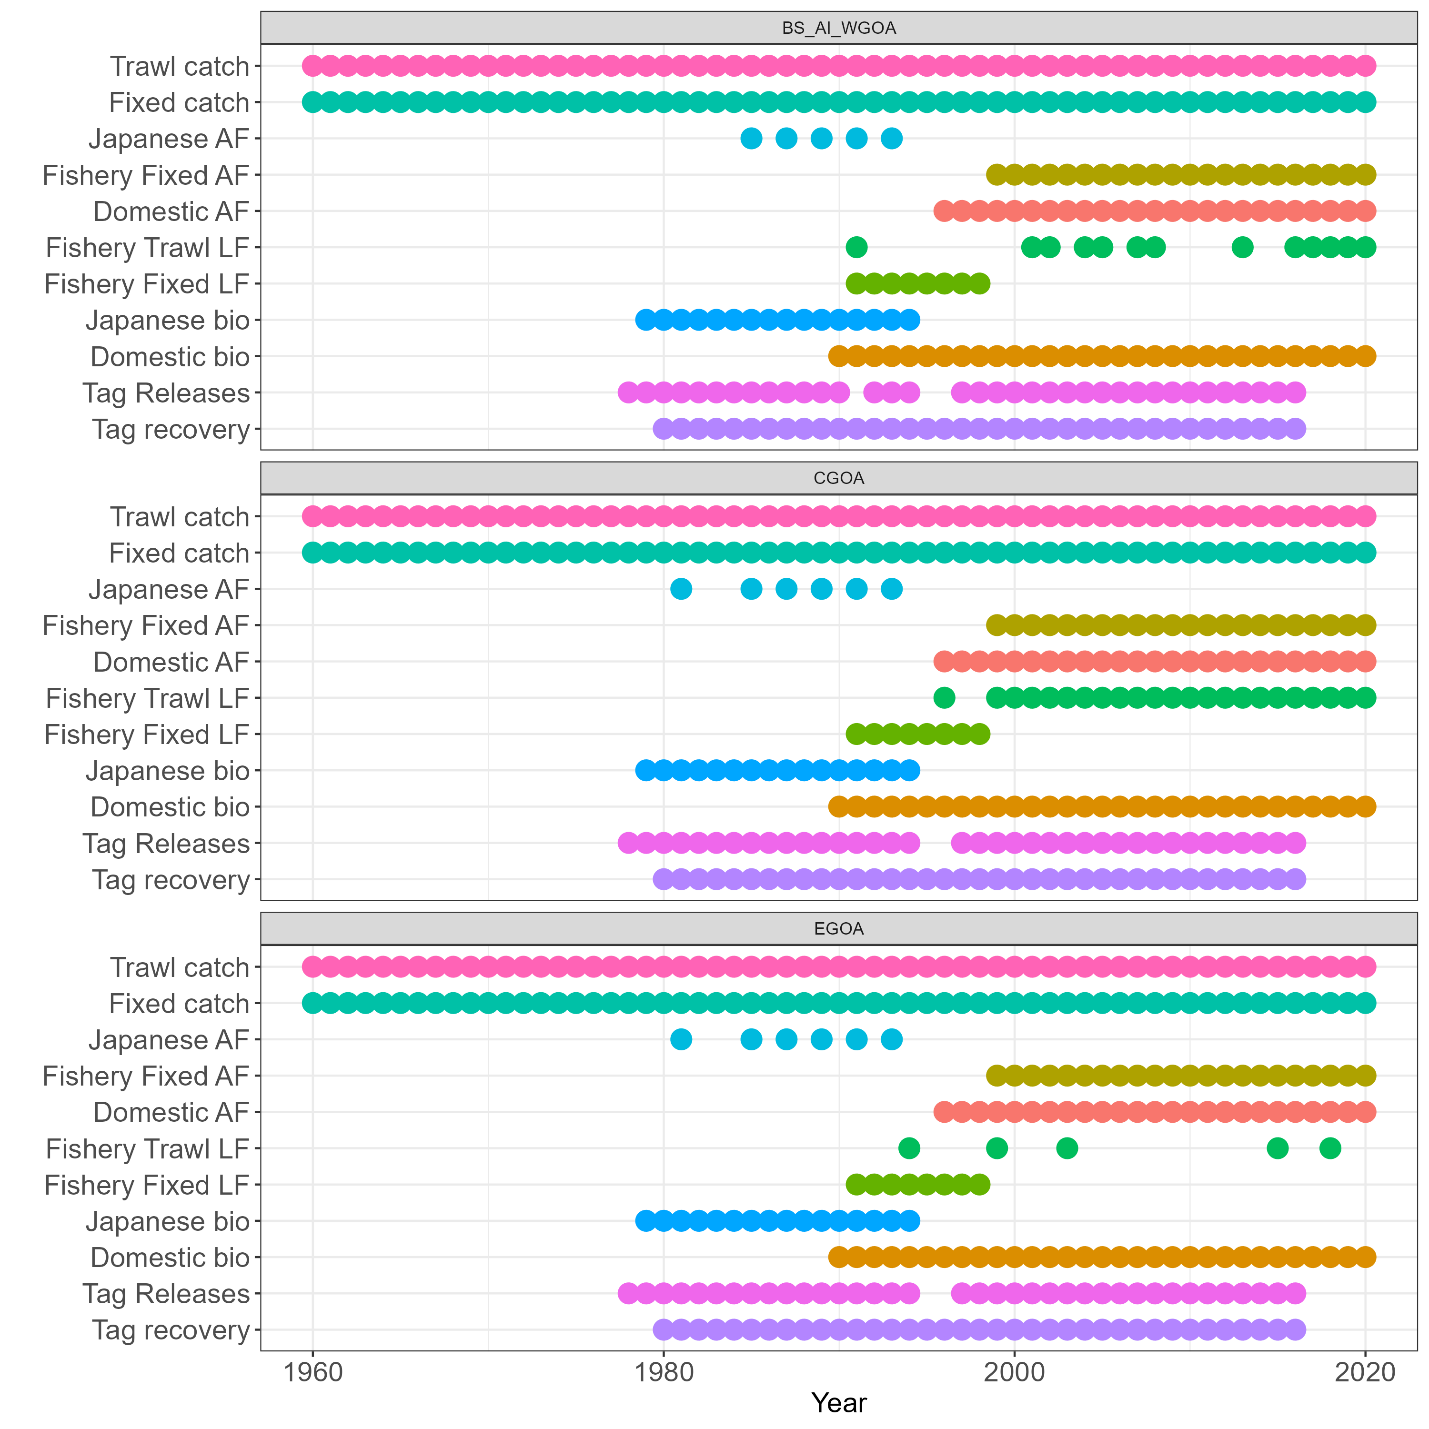 BS_AI_WGOA
Trawl catch
Fixed catch
Japanese AF
Fishery Fixed AF
Domestic AF
Fishery Trawl LF
Fishery Fixed LF
Japanese bio
Domestic bio
Tag Releases
Tag recovery
CGOA
Trawl catch
Fixed catch
Japanese AF
Fishery Fixed AF
Domestic AF
Fishery Trawl LF
Fishery Fixed LF
Japanese bio
Domestic bio
Tag Releases
Tag recovery
EGOA
Trawl catch
Fixed catch
Japanese AF
Fishery Fixed AF
Domestic AF
Fishery Trawl LF
Fishery Fixed LF
Japanese bio
Domestic bio
Tag Releases
Tag recovery
1960 1980 2000 2020
Year